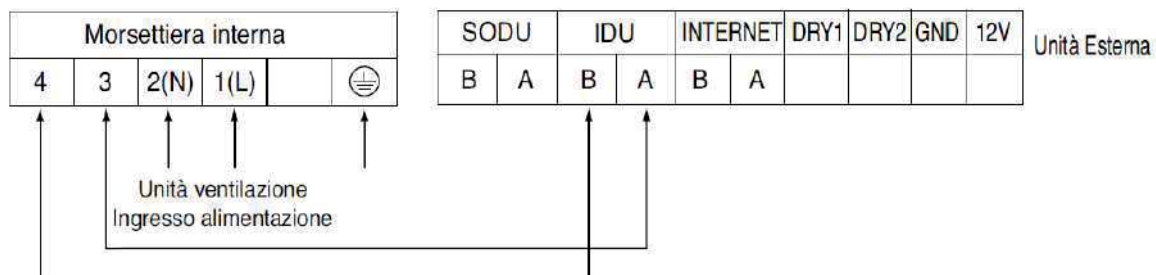 Morsettiera interna
4 3 2(N) 1(L)
SODU IDU INTERNET DRY1 DRY2 GND 12V
B A B A B A
Unità Esterna
Unità ventilazione
Ingresso alimentazione